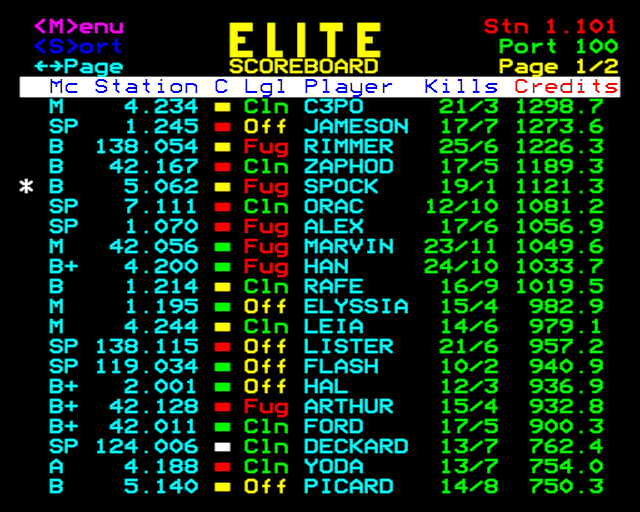 <M>enu ELITE Stn 1.101
<S>ort Port 100
←→Page SCOREBOARD Page 1/2
Mc Station C Lgl Player Kills Credits
M 4.234 Cln C3PO 21/3 1298.7
SP 1.245 Off JAMESON 17/7 1273.6
B 138.054 Fug RIMMER 25/6 1226.3
B 42.167 Cln ZAPHOD 17/5 1189.3
* B 5.062 Fug SPOCK 19/1 1121.3
SP 7.111 Cln ORAC 12/10 1081.2
SP 1.070 Fug ALEX 17/6 1056.9
M 42.056 Fug MARVIN 23/11 1049.6
B+ 4.200 Fug HAN 24/10 1033.7
B 1.214 Cln RAFE 16/9 1019.5
M 1.195 Off ELYSSIA 15/4 982.9
M 4.244 Cln LEIA 14/6 979.1
SP 138.115 Off LISTER 21/6 957.2
SP 119.034 Off FLASH 10/2 940.9
B+ 2.001 Off HAL 12/3 936.9
B+ 42.128 Fug ARTHUR 15/4 932.8
B+ 42.011 Cln FORD 17/5 900.3
SP 124.006 Cln DECKARD 13/7 762.4
A 4.188 Cln YODA 13/7 754.0
B 5.140 Off PICARD 14/8 750.3